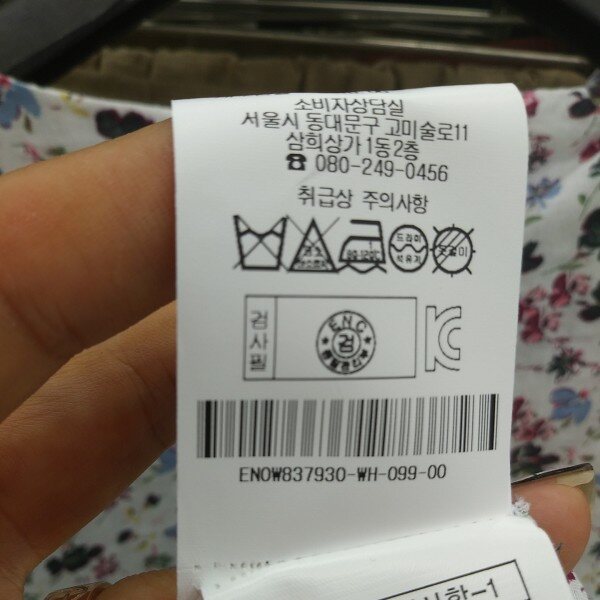 소비자상담실
서울시 동대문구 고미술로11
삼희상가 1동2층
☎ 080-249-0456
취급상 주의사항
드라이
석유계
검사필
ENC
검
ENOW837930-WH-099-00